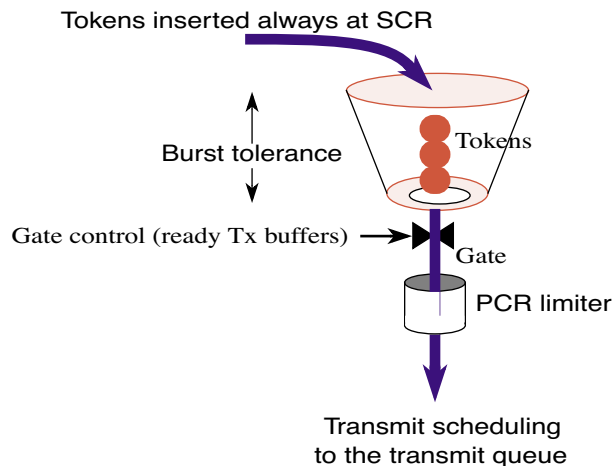 Tokens inserted always at SCR
Tokens
Burst tolerance
Gate control (ready Tx buffers)
Gate
PCR limiter
Transmit scheduling
to the transmit queue